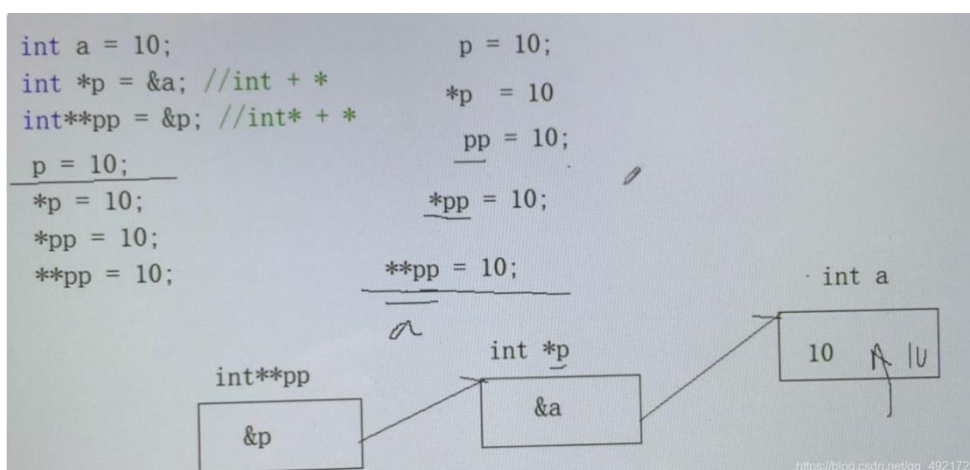 int a = 10;
int *p = &a; //int + *
int**pp = &p; //int* + *
p = 10;
*p = 10;
*pp = 10;
**pp = 10;
p = 10;
*p = 10
pp = 10;
*pp = 10;
**pp = 10;
a
int a
10
int *p
&a
int**pp
&p